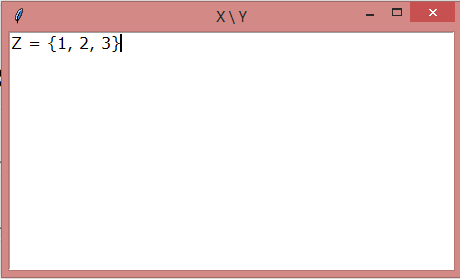 X \ Y
Z = {1, 2, 3}